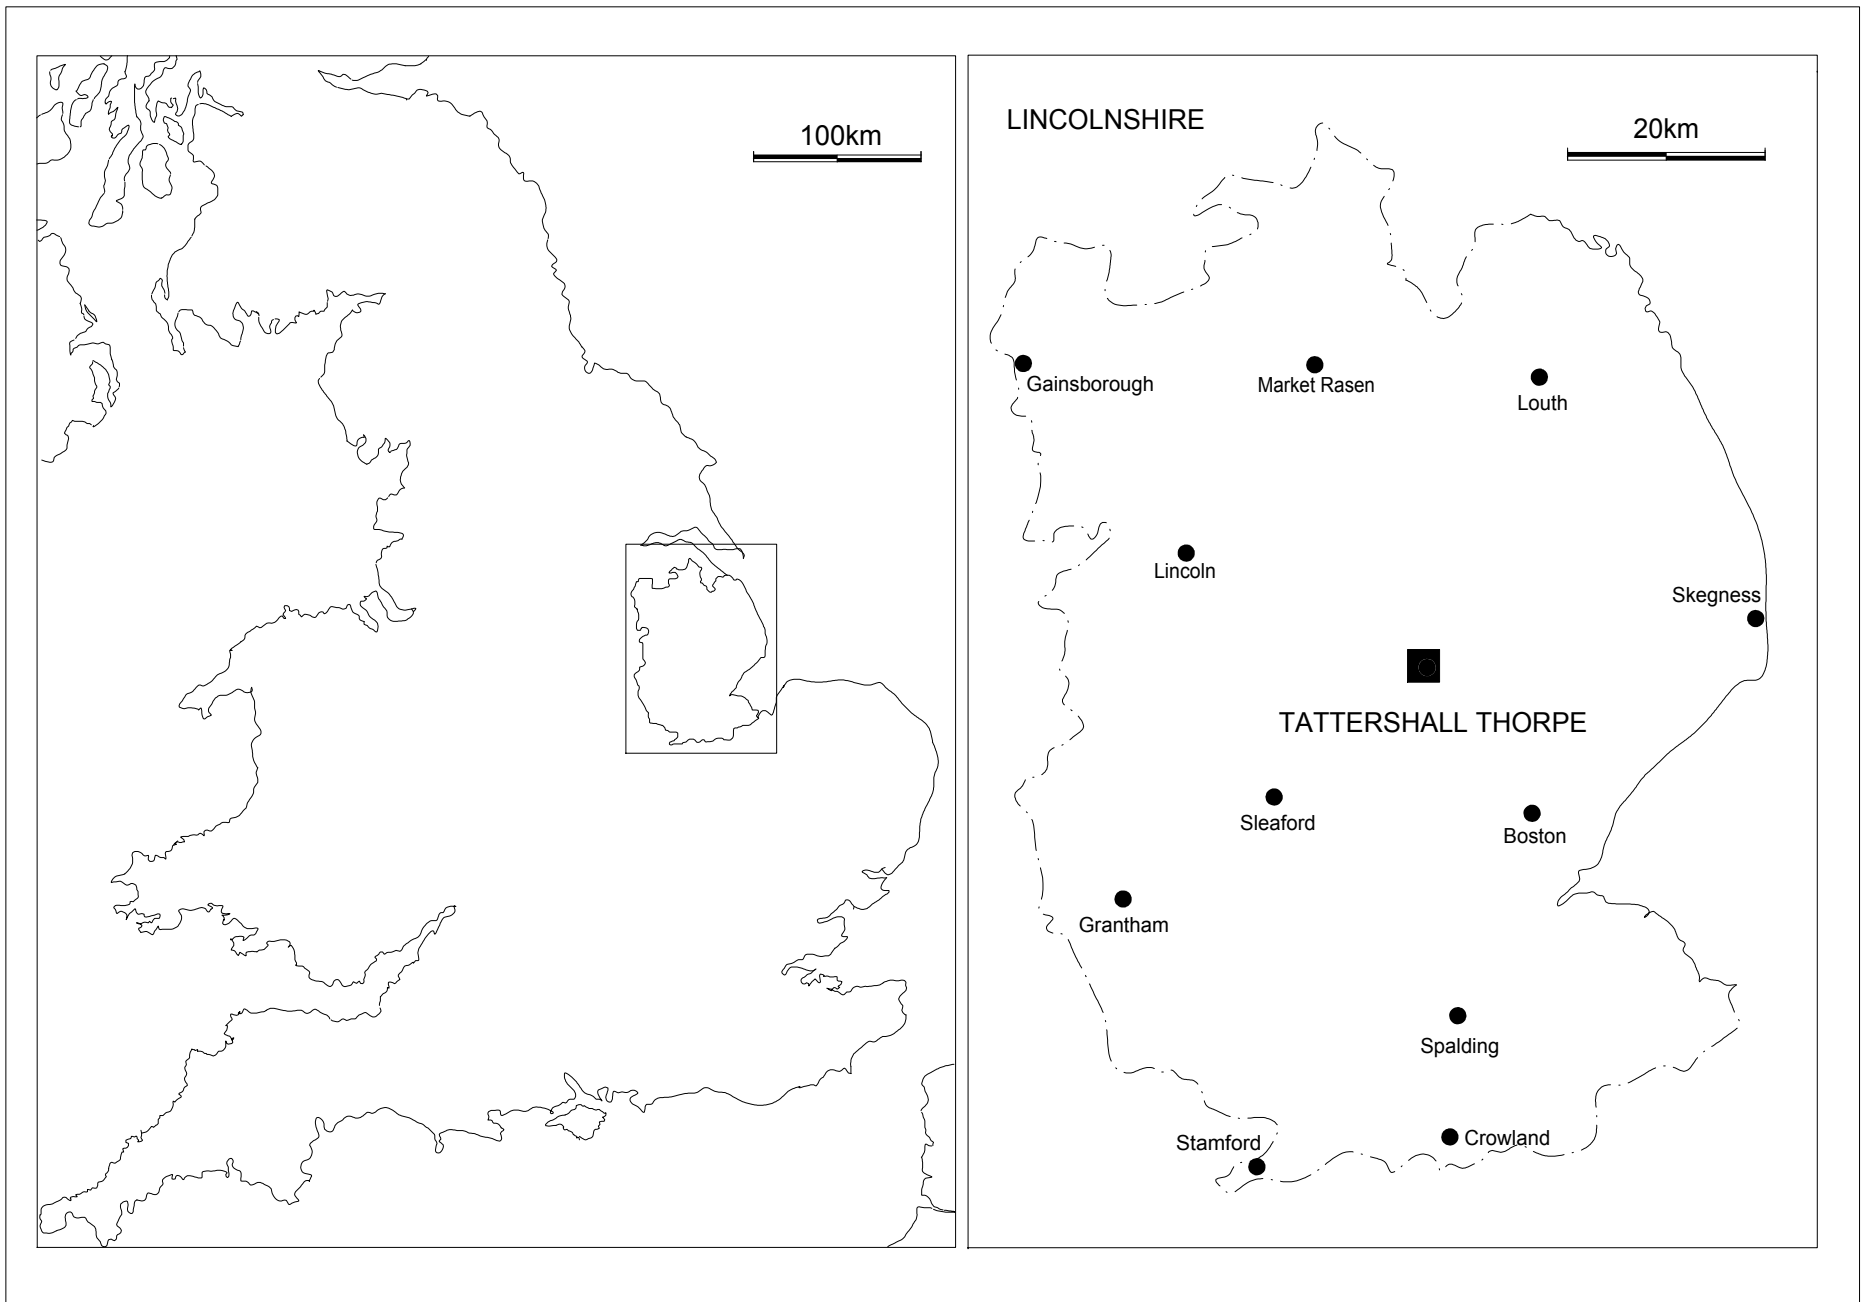 100km
LINCOLNSHIRE
20km
Gainsborough
Market Rasen
Louth
Lincoln
Skegness
TATTERSHALL THORPE
Sleaford
Boston
Grantham
Spalding
Stamford
Crowland